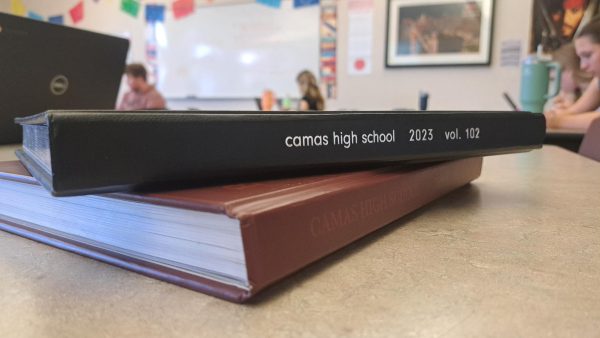 DELL
camas high school 2023 vol. 102
CAMAS HIGH SCHOOL